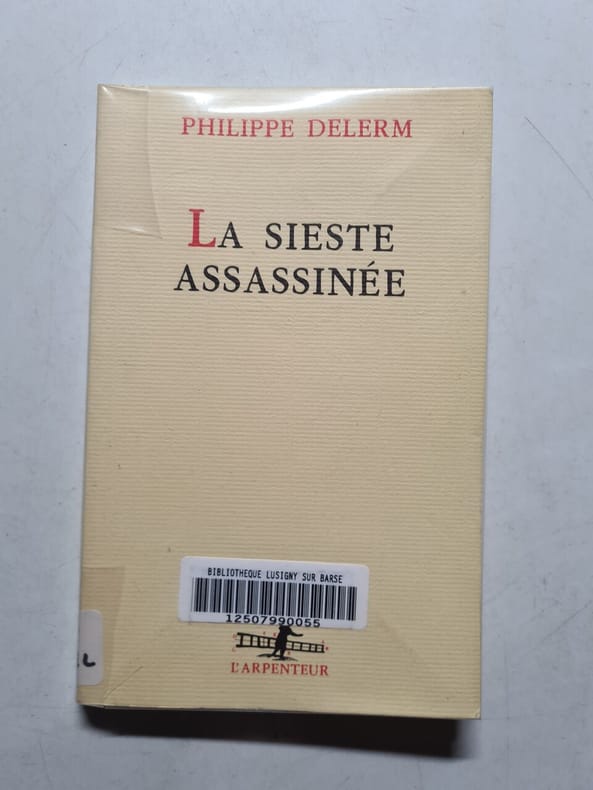 PHILIPPE DELERM
LA SIESTE
ASSASSINÉE
BIBLIOTHEQUE LUSIGNY SUR BARSE
12507990055
L'ARPENTEUR